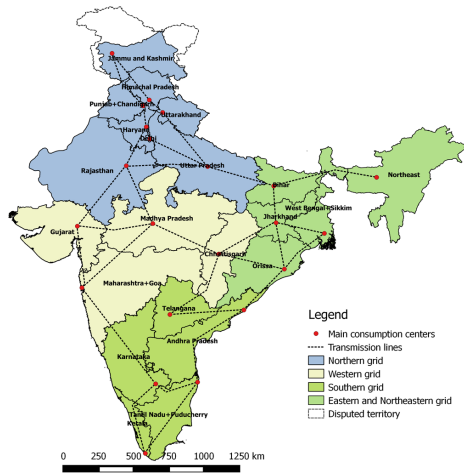 Jammu and Kashmir
Himachal Pradesh
Punjab+Chandigarh
Uttarakhand
Haryana
Delhi
Rajasthan
Uttar Pradesh
Bihar
Northeast
West Bengal+Sikkim
Gujarat
Madhya Pradesh
Jharkhand
Chhattisgarh
Orissa
Maharashtra+Goa
Telangana
Andhra Pradesh
Karnataka
Tamil Nadu+Puducherry
Kerala
Legend
Main consumption centers
Transmission lines
Northern grid
Western grid
Southern grid
Eastern and Northeastern grid
Disputed territory
0 250 500 750 1000 1250 km